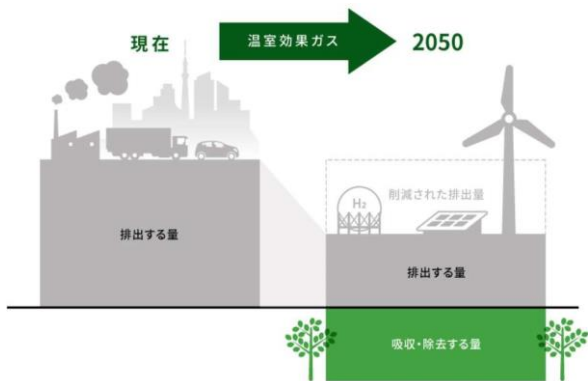 現在
温室効果ガス
2050
削減された排出量
H₂
排出する量
排出する量
吸収・除去する量